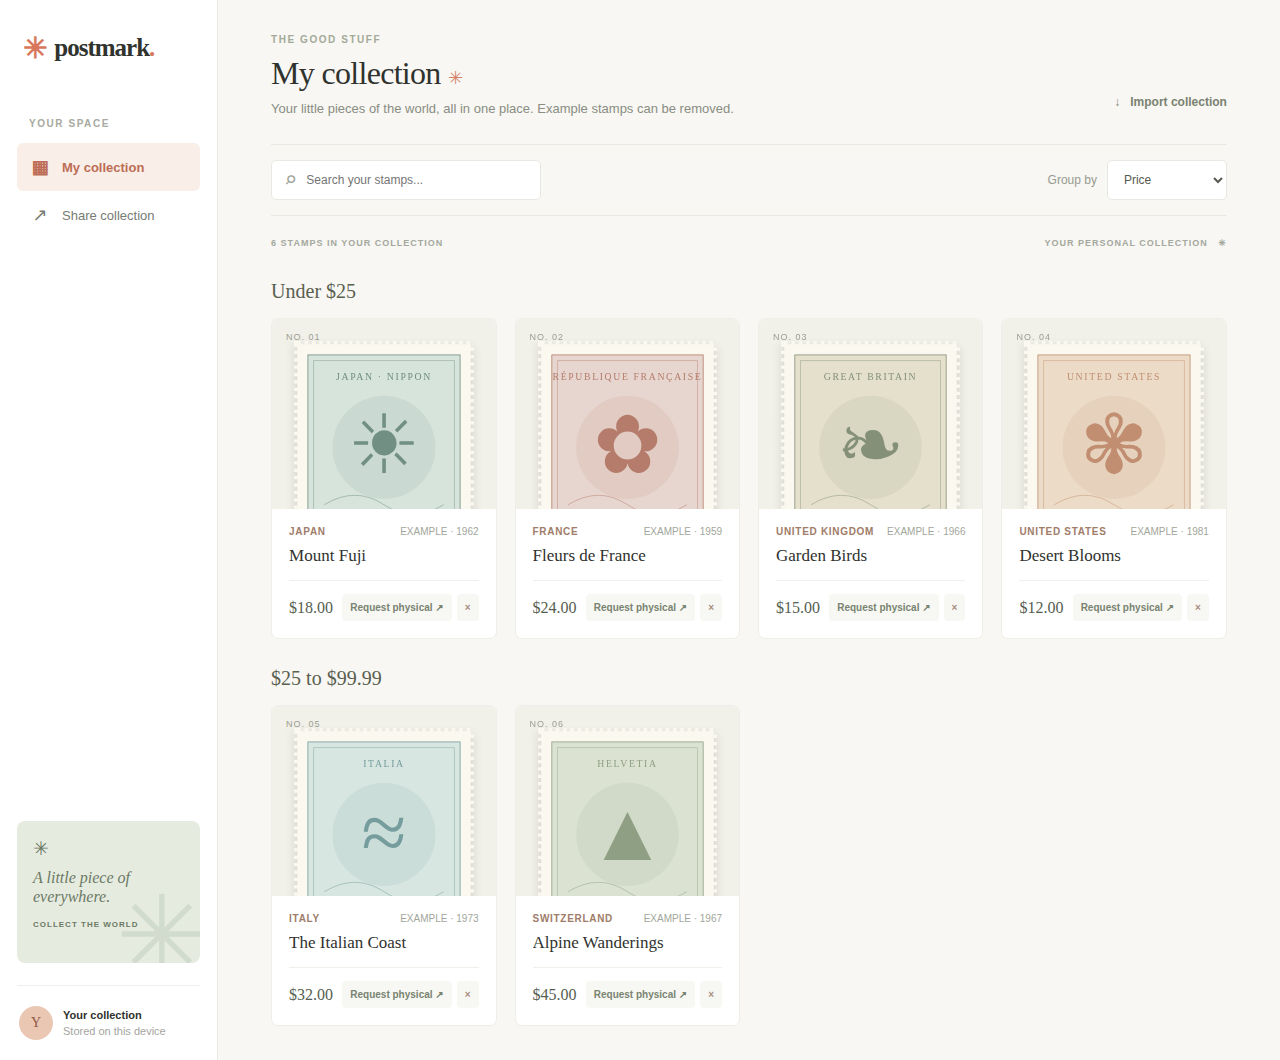 postmark.
YOUR SPACE
My collection
Share collection
A little piece of
everywhere.
COLLECT THE WORLD
Y
Your collection
Stored on this device
THE GOOD STUFF
My collection
Your little pieces of the world, all in one place. Example stamps can be removed.
↓ Import collection
Search your stamps...
Group by
Price
6 STAMPS IN YOUR COLLECTION
YOUR PERSONAL COLLECTION
Under $25
NO. 01
JAPAN · NIPPON
JAPAN
EXAMPLE · 1962
Mount Fuji
$18.00
Request physical ↗
×
NO. 02
RÉPUBLIQUE FRANÇAISE
FRANCE
EXAMPLE · 1959
Fleurs de France
$24.00
Request physical ↗
×
NO. 03
GREAT BRITAIN
UNITED KINGDOM
EXAMPLE · 1966
Garden Birds
$15.00
Request physical ↗
×
NO. 04
UNITED STATES
UNITED STATES
EXAMPLE · 1981
Desert Blooms
$12.00
Request physical ↗
×
$25 to $99.99
NO. 05
ITALIA
ITALY
EXAMPLE · 1973
The Italian Coast
$32.00
Request physical ↗
×
NO. 06
HELVETIA
SWITZERLAND
EXAMPLE · 1967
Alpine Wanderings
$45.00
Request physical ↗
×